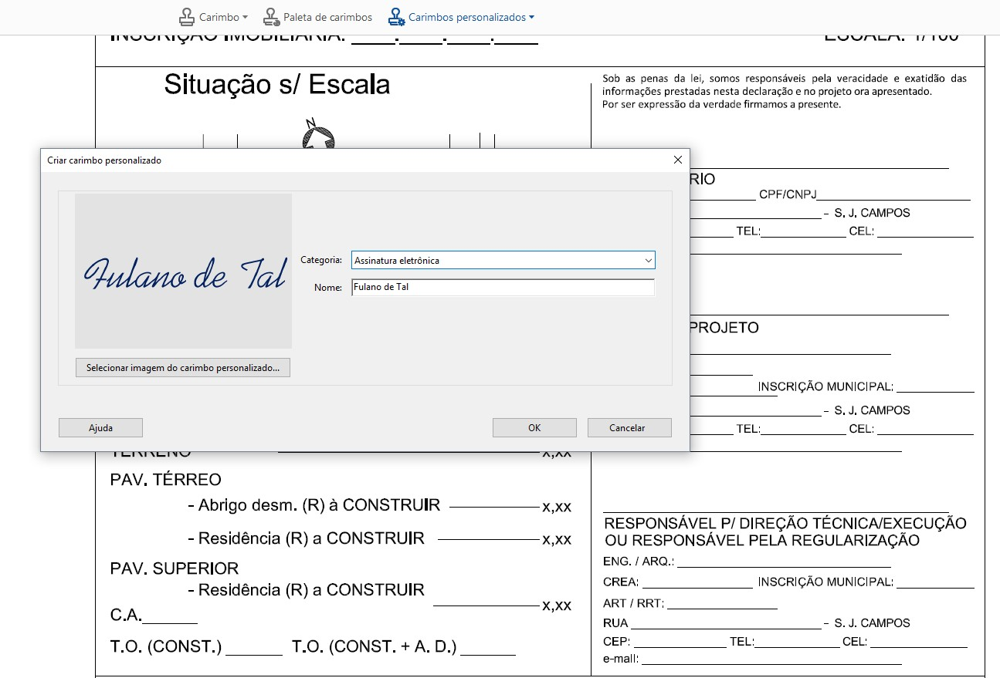 Carimbo Paleta de carimbos Carimbos personalizados
INSCRIÇÃO IMOBILIÁRIA: ____.____.____.____ ESCALA: 1/100
Situação s/ Escala
Sob as penas da lei, somos responsáveis pela veracidade e exatidão das
informações prestadas nesta declaração e no projeto ora apresentado.
Por ser expressão da verdade firmamos a presente.
N
Criar carimbo personalizado
Fulano de Tal
Categoria: Assinatura eletrônica
Nome: Fulano de Tal
Selecionar imagem do carimbo personalizado...
Ajuda OK Cancelar
RIO
CPF/CNPJ
- S. J. CAMPOS
TEL: CEL:
PROJETO
INSCRIÇÃO MUNICIPAL:
- S. J. CAMPOS
TEL: CEL:
TERRENO x,xx
PAV. TÉRREO
- Abrigo desm. (R) à CONSTRUIR x,xx
- Residência (R) a CONSTRUIR x,xx
PAV. SUPERIOR
- Residência (R) a CONSTRUIR x,xx
C.A.
T.O. (CONST.) T.O. (CONST. + A. D.)
RESPONSÁVEL P/ DIREÇÃO TÉCNICA/EXECUÇÃO
OU RESPONSÁVEL PELA REGULARIZAÇÃO
ENG. / ARQ.:
CREA: INSCRIÇÃO MUNICIPAL:
ART / RRT:
RUA - S. J. CAMPOS
CEP: TEL: CEL:
e-mail: